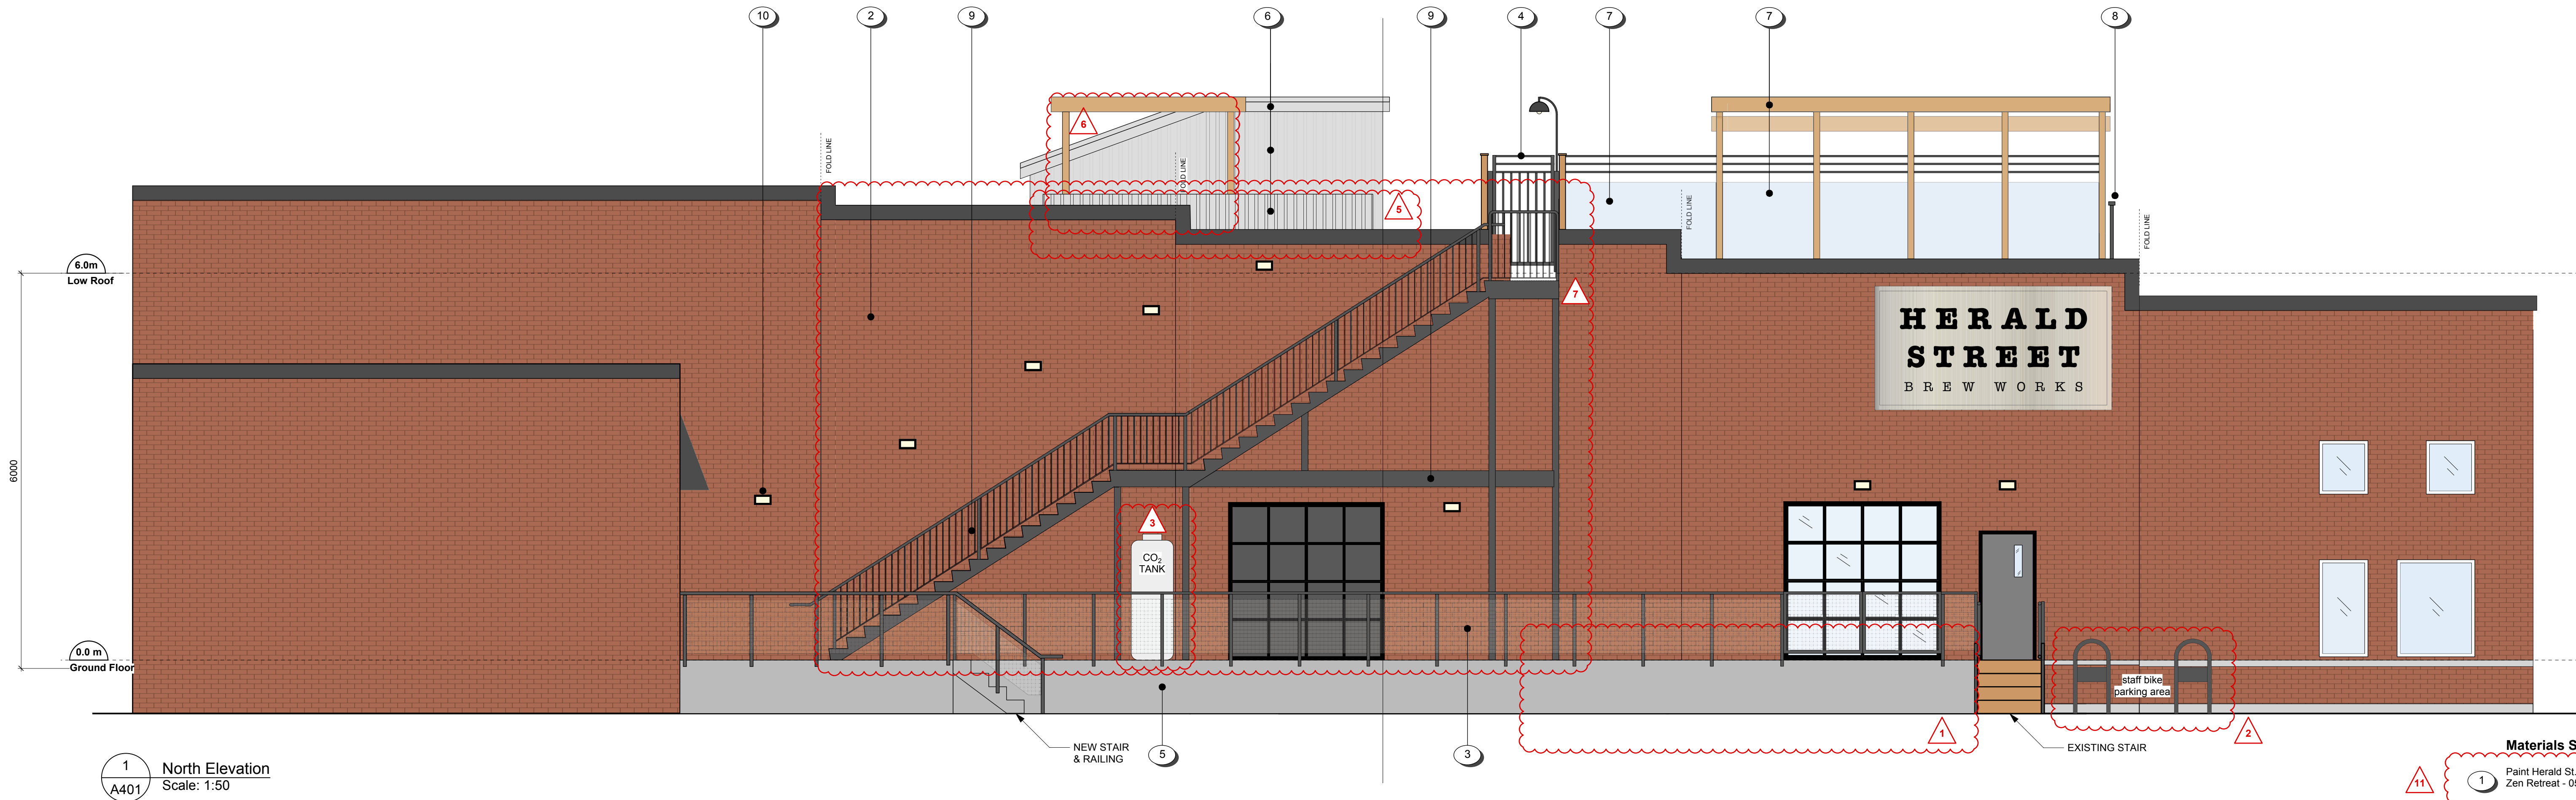 10
2
9
6
9
4
7
7
8
6
FOLD LINE
FOLD LINE
5
FOLD LINE
FOLD LINE
6.0m
Low Roof
7
HERALD
STREET
BREW WORKS
6000
3
CO2
TANK
0.0 m
Ground Floor
staff bike
parking area
1
2
NEW STAIR
& RAILING
5
3
EXISTING STAIR
1
A401
North Elevation
Scale: 1:50
Materials S
11
1
Paint Herald St.
Zen Retreat - 05